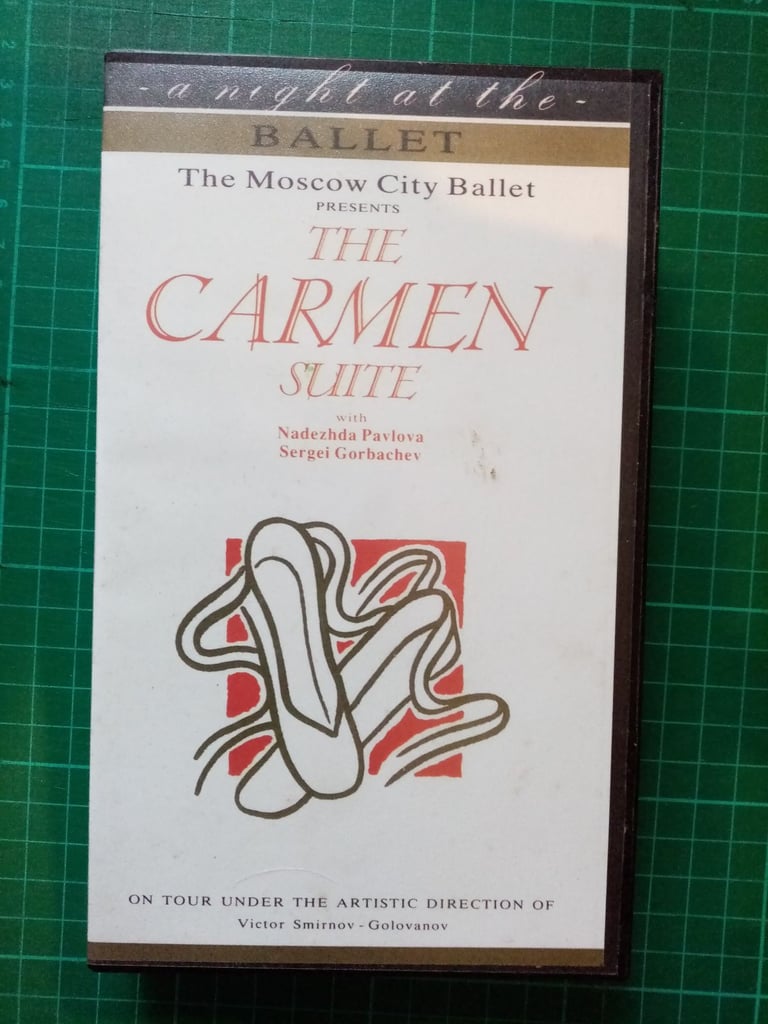 - a night at the -
BALLET
The Moscow City Ballet
PRESENTS
THE
CARMEN
SUITE
with
Nadezhda Pavlova
Sergei Gorbachev
ON TOUR UNDER THE ARTISTIC DIRECTION OF
Victor Smirnov - Golovanov